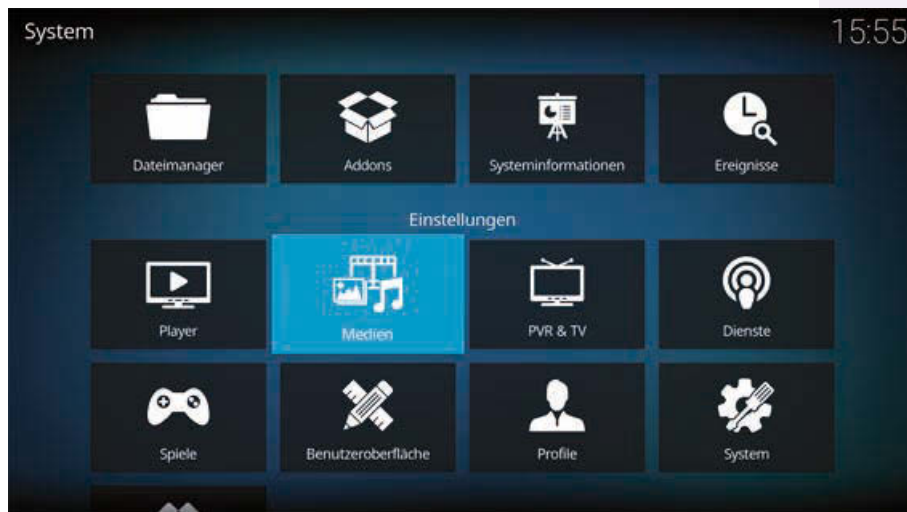 System
15:55
Dateimanager
Addons
Systeminformationen
Ereignisse
Einstellungen
Player
Medien
PVR & TV
Dienste
Spiele
Benutzeroberfläche
Profile
System